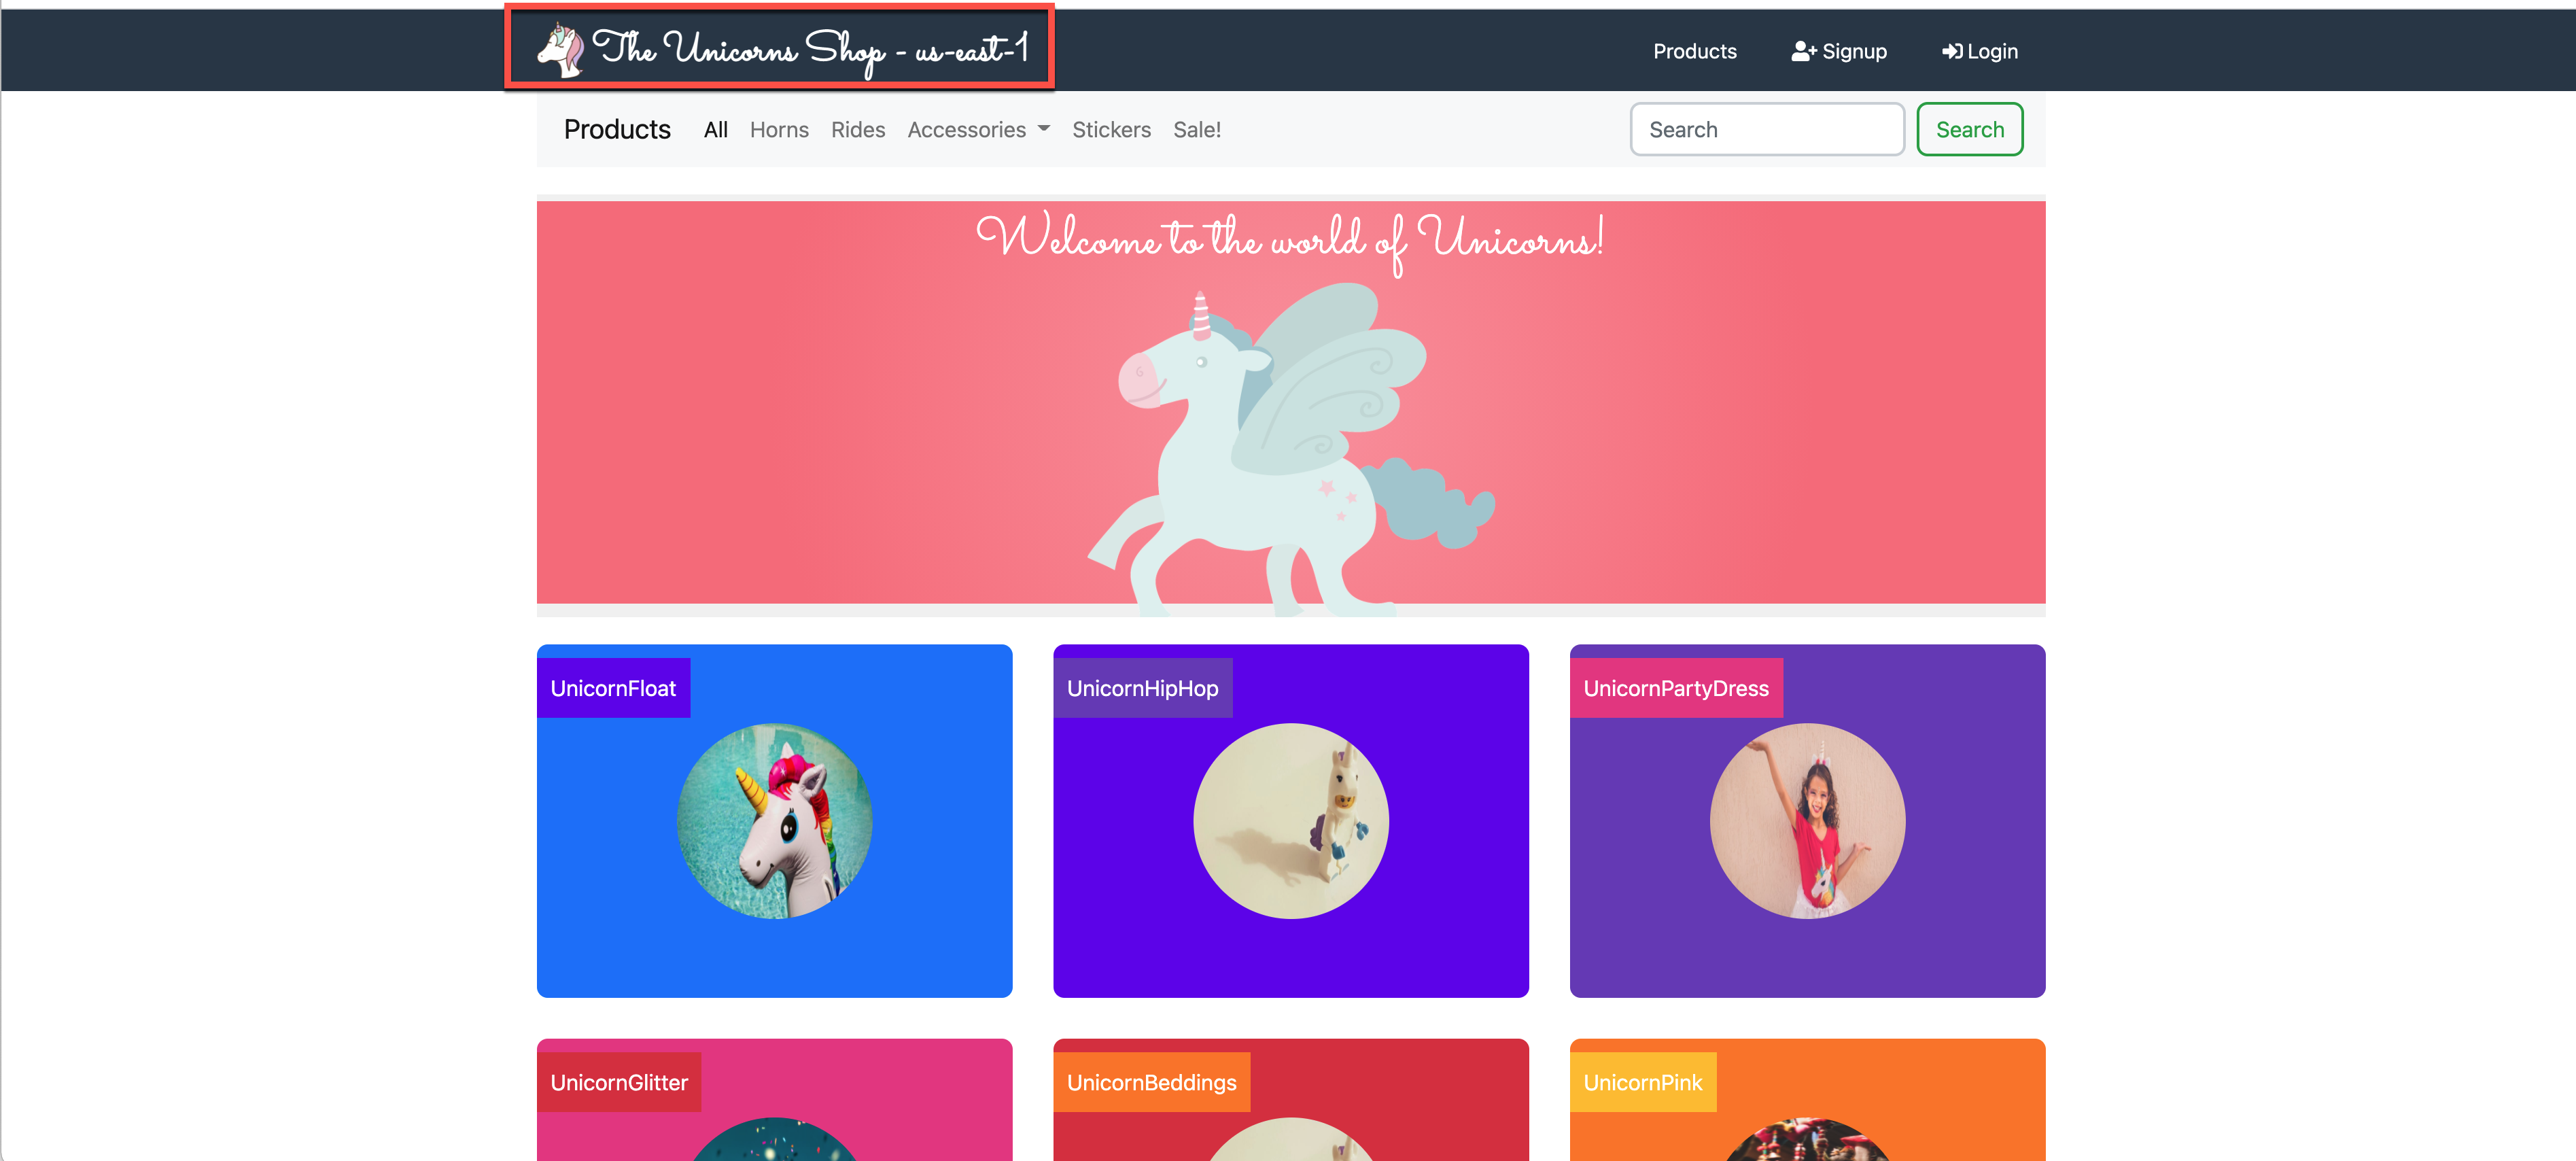 The Unicorns Shop - us-east-1
Products Signup Login
Products All Horns Rides Accessories Stickers Sale! Search Search
Welcome to the world of Unicorns!
UnicornFloat
UnicornHipHop
UnicornPartyDress
UnicornGlitter
UnicornBeddings
UnicornPink